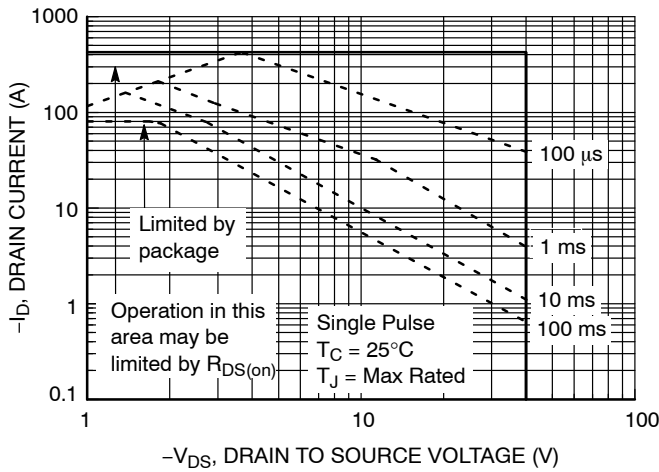 1000
100
10
1
0.1
−I_D, DRAIN CURRENT (A)
100 μs
1 ms
10 ms
100 ms
Limited by
package
Operation in this
area may be
limited by R_DS(on)
Single Pulse
T_C = 25°C
T_J = Max Rated
1
10
100
−V_DS, DRAIN TO SOURCE VOLTAGE (V)